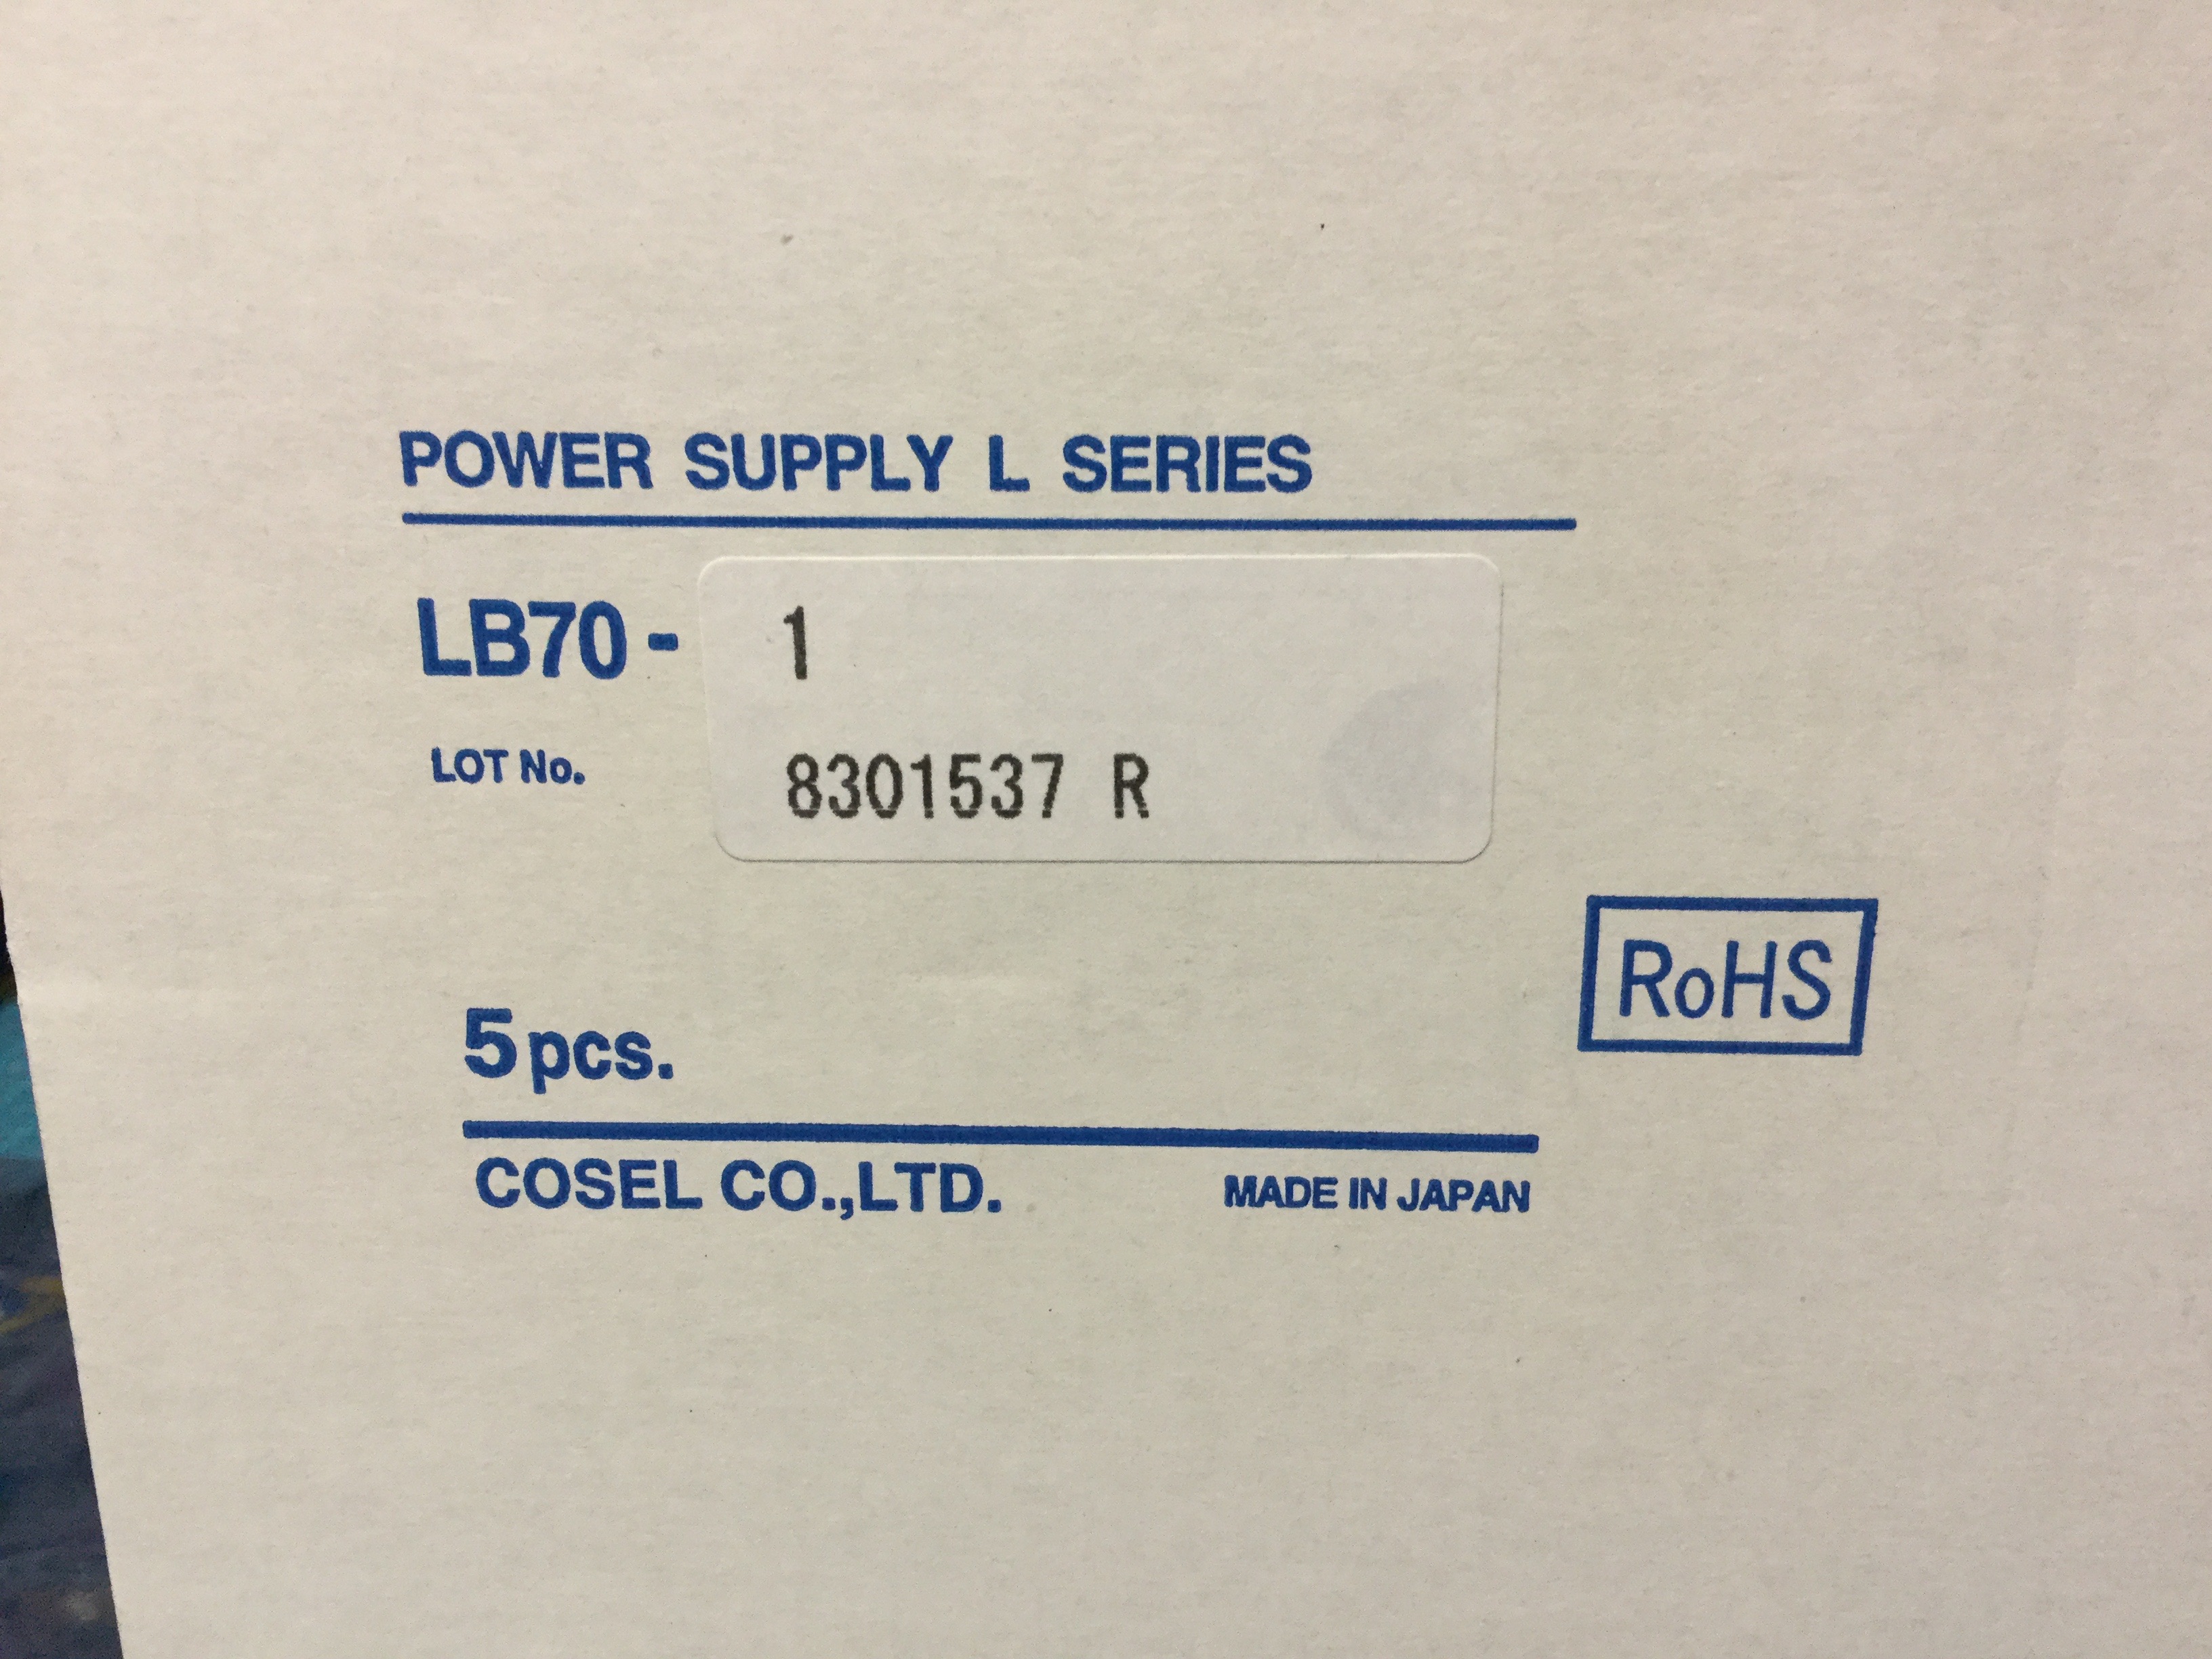 POWER SUPPLY L SERIES
LB70- 1
LOT No. 8301537 R
RoHS
5pcs.
COSEL CO.,LTD. MADE IN JAPAN